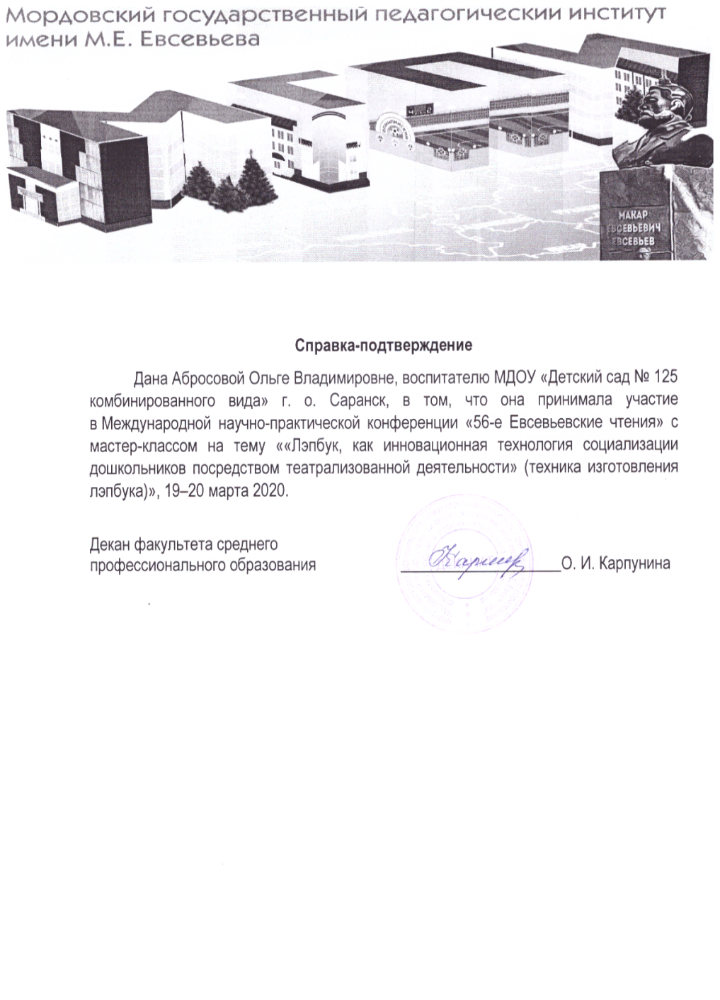 Мордовский государственный педагогический институт
имени М.Е. Евсевьева
МАКАР
ЕВСЕВЬЕВИЧ
ЕВСЕВЬЕВ
Справка-подтверждение
Дана Абросовой Ольге Владимировне, воспитателю МДОУ «Детский сад № 125
комбинированного вида» г. о. Саранск, в том, что она принимала участие
в Международной научно-практической конференции «56-е Евсевьевские чтения» с
мастер-классом на тему ««Лэпбук, как инновационная технология социализации
дошкольников посредством театрализованной деятельности» (техника изготовления
лэпбука)», 19–20 марта 2020.
Декан факультета среднего
профессионального образования
О. И. Карпунина